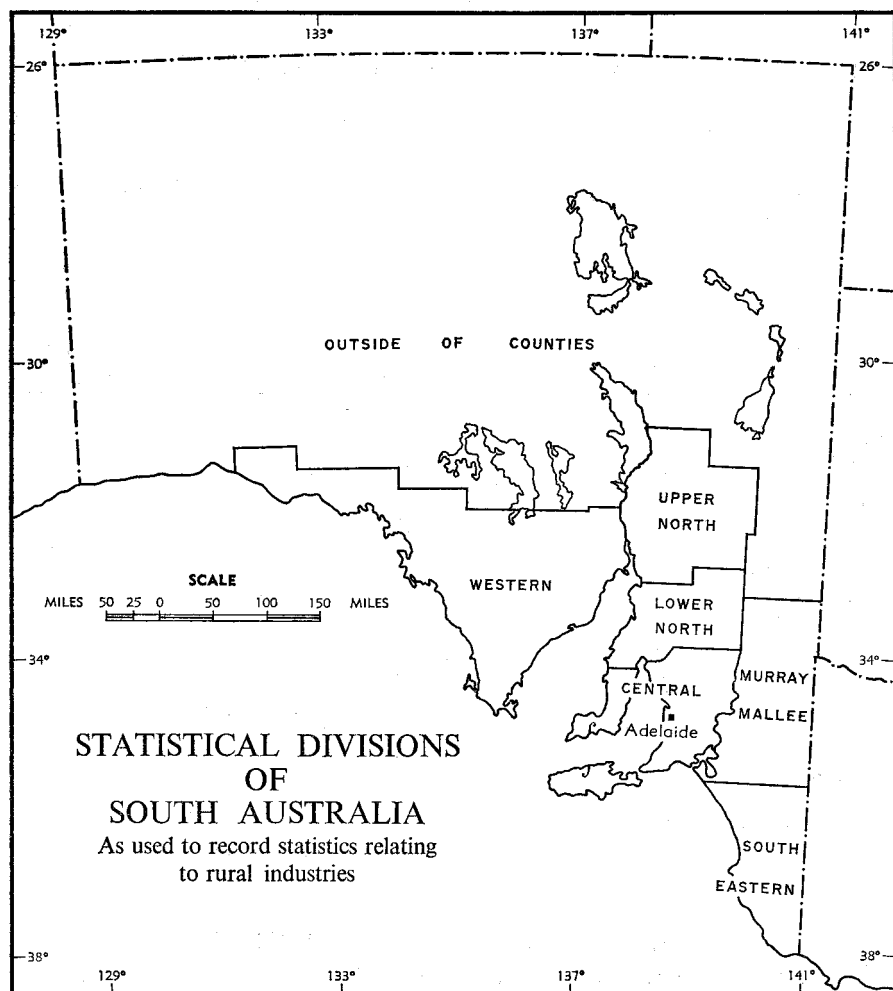 129° 133° 137° 141°
26° 26°
OUTSIDE OF COUNTIES
30° 30°
UPPER
NORTH
SCALE
MILES 50 25 0 50 100 150 MILES
WESTERN
LOWER
NORTH
34° 34°
CENTRAL
MURRAY
MALLEE
Adelaide
STATISTICAL DIVISIONS
OF
SOUTH AUSTRALIA
As used to record statistics relating
to rural industries
SOUTH
EASTERN
38° 38°
129° 133° 137° 141°